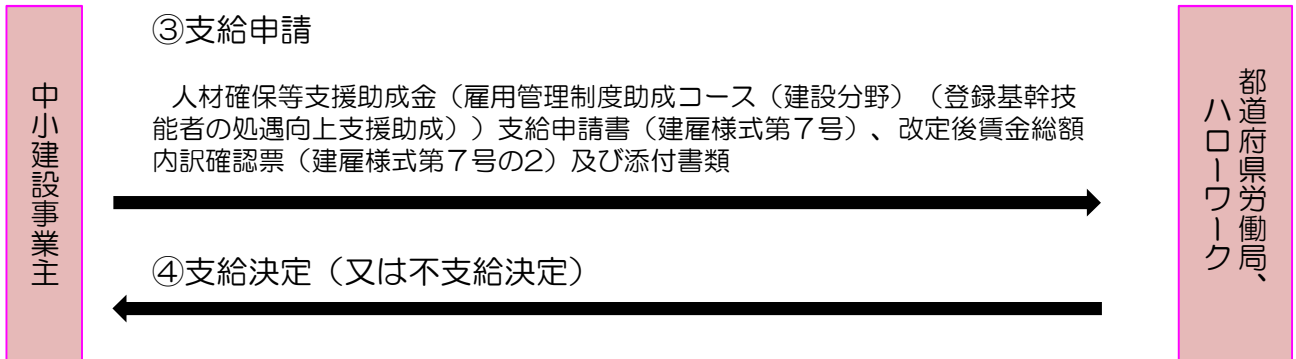 中小建設事業主
③支給申請
人材確保等支援助成金（雇用管理制度助成コース（建設分野）（登録基幹技
能者の処遇向上支援助成））支給申請書（建雇様式第７号）、改定後賃金総額
内訳確認票（建雇様式第７号の2）及び添付書類
④支給決定（又は不支給決定）
都道府県労働局、
ハローワーク